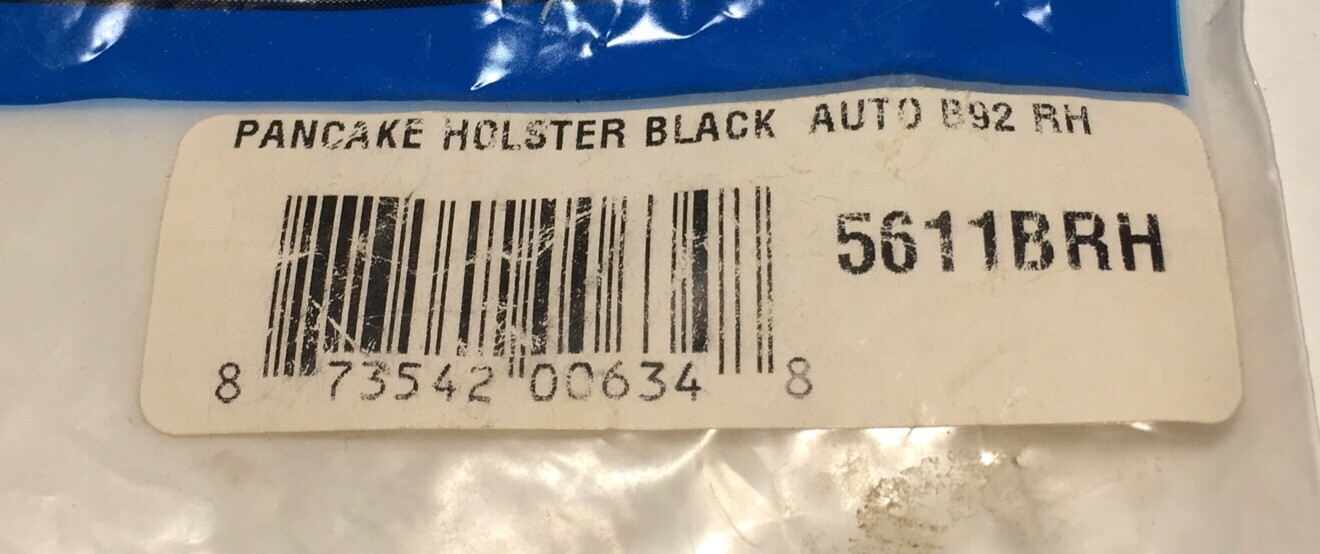 PANCAKE HOLSTER BLACK AUTO B92 RH
5611BRH
8 73542 00634 8